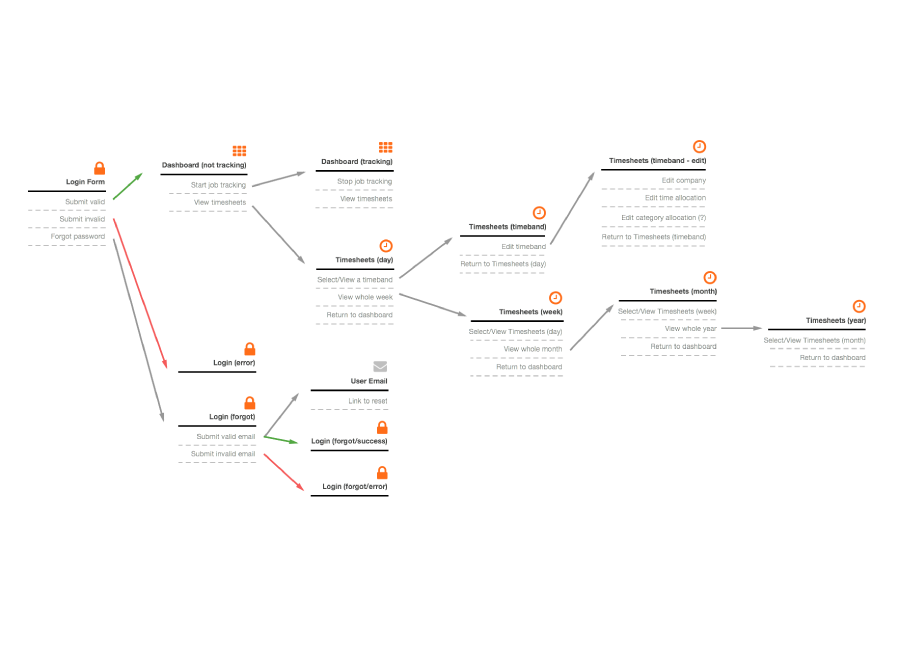 Login Form
Submit valid
Submit invalid
Forgot password
Dashboard (not tracking)
Start job tracking
View timesheets
Dashboard (tracking)
Stop job tracking
View timesheets
Timesheets (day)
Select/View a timeband
View whole week
Return to dashboard
Timesheets (timeband)
Edit timeband
Return to Timesheets (day)
Timesheets (timeband - edit)
Edit company
Edit time allocation
Edit category allocation (?)
Return to Timesheets (timeband)
Timesheets (week)
Select/View Timesheets (day)
View whole month
Return to dashboard
Timesheets (month)
Select/View Timesheets (week)
View whole year
Return to dashboard
Timesheets (year)
Select/View Timesheets (month)
Return to dashboard
Login (error)
Login (forgot)
Submit valid email
Submit invalid email
User Email
Link to reset
Login (forgot/success)
Login (forgot/error)